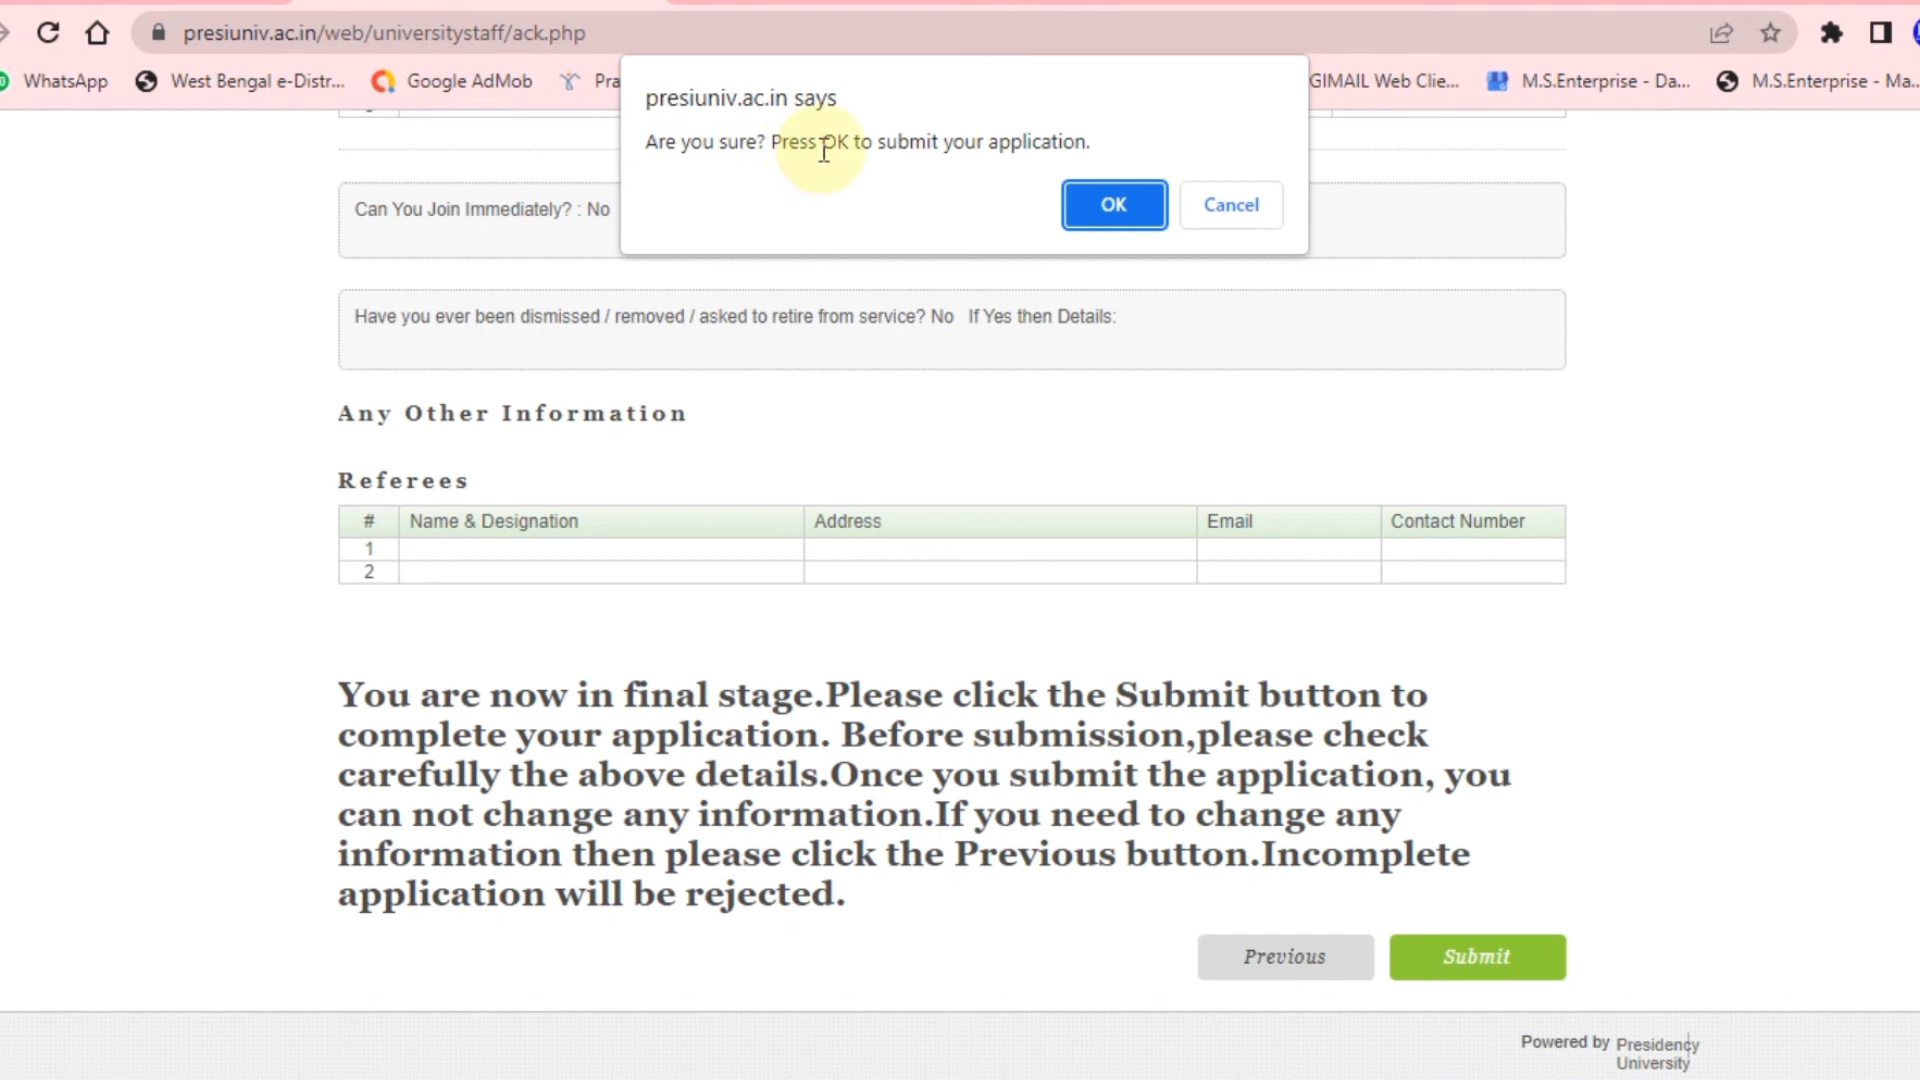 presiuniv.ac.in/web/universitystaff/ack.php
WhatsApp West Bengal e-Distr... Google AdMob GIMAIL Web Clie... M.S.Enterprise - Da... M.S.Enterprise - Ma...
presiuniv.ac.in says
Are you sure? Press OK to submit your application.
OK Cancel
Can You Join Immediately? : No
Have you ever been dismissed / removed / asked to retire from service? No If Yes then Details:
Any Other Information
Referees
# Name & Designation Address Email Contact Number
1
2
You are now in final stage.Please click the Submit button to
complete your application. Before submission,please check
carefully the above details.Once you submit the application, you
can not change any information.If you need to change any
information then please click the Previous button.Incomplete
application will be rejected.
Previous Submit
Powered by Presidency
University